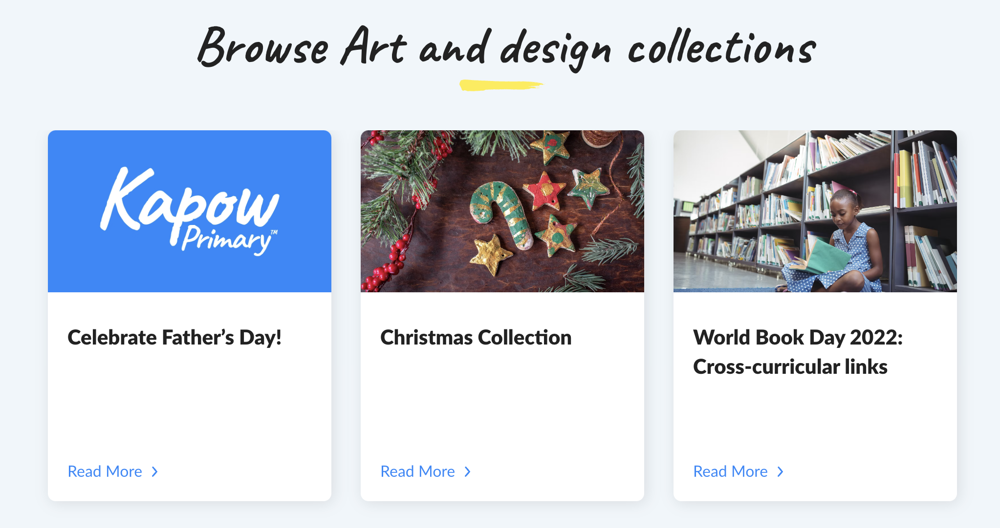 Browse Art and design collections
Kapow
Primary™
Celebrate Father’s Day!
Read More
Christmas Collection
Read More
World Book Day 2022:
Cross-curricular links
Read More